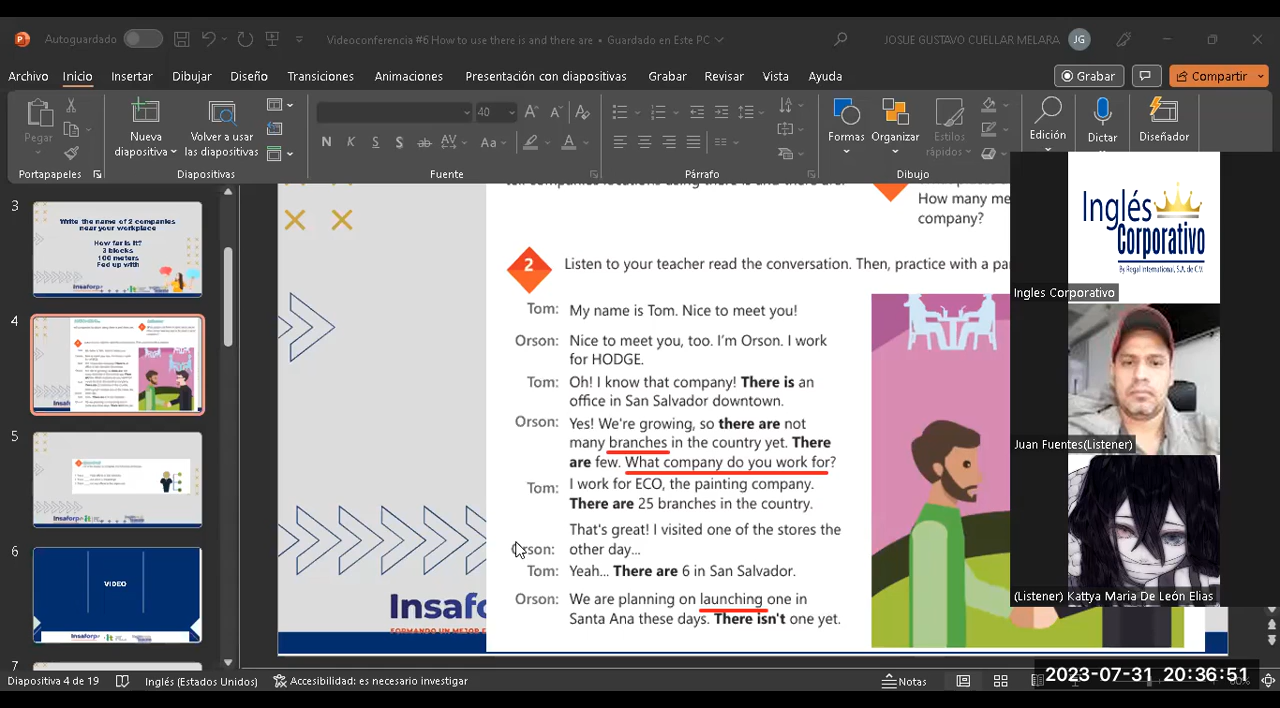 Autoguardado
Videoconferencia #6 How to use there is and there are • Guardado en Este PC
JOSUE GUSTAVO CUELLAR MELARA
JG
Archivo
Inicio
Insertar
Dibujar
Diseño
Transiciones
Animaciones
Presentación con diapositivas
Grabar
Revisar
Vista
Ayuda
Grabar
Compartir
Pegar
Portapapeles
Nueva
diapositiva
Volver a usar
las diapositivas
Diapositivas
40
N K S S ab AV Aa A
Fuente
Párrafo
Formas
Organizar
Estilos
rápidos
Dibujo
Edición
Dictar
Diseñador
3
Write the name of 2 companies
near your workplace
How far is it?
3 blocks
100 meters
Fed up with
4
5
6
VIDEO
7
How many me
company?
2
Listen to your teacher read the conversation. Then, practice with a pa
Tom: My name is Tom. Nice to meet you!
Orson: Nice to meet you, too. I'm Orson. I work
for HODGE.
Tom: Oh! I know that company! There is an
office in San Salvador downtown.
Orson: Yes! We're growing, so there are not
many branches in the country yet. There
are few. What company do you work for?
Tom: I work for ECO, the painting company.
There are 25 branches in the country.
That's great! I visited one of the stores the
Orson: other day...
Tom: Yeah... There are 6 in San Salvador.
Orson: We are planning on launching one in
Santa Ana these days. There isn't one yet.
Insafo
Inglés
Corporativo
By Regal International, S.A. de C.V.
Ingles Corporativo
Juan Fuentes(Listener)
(Listener) Kattya Maria De León Elias
Diapositiva 4 de 19
Inglés (Estados Unidos)
Accesibilidad: es necesario investigar
Notas
2023-07-31 20:36:51